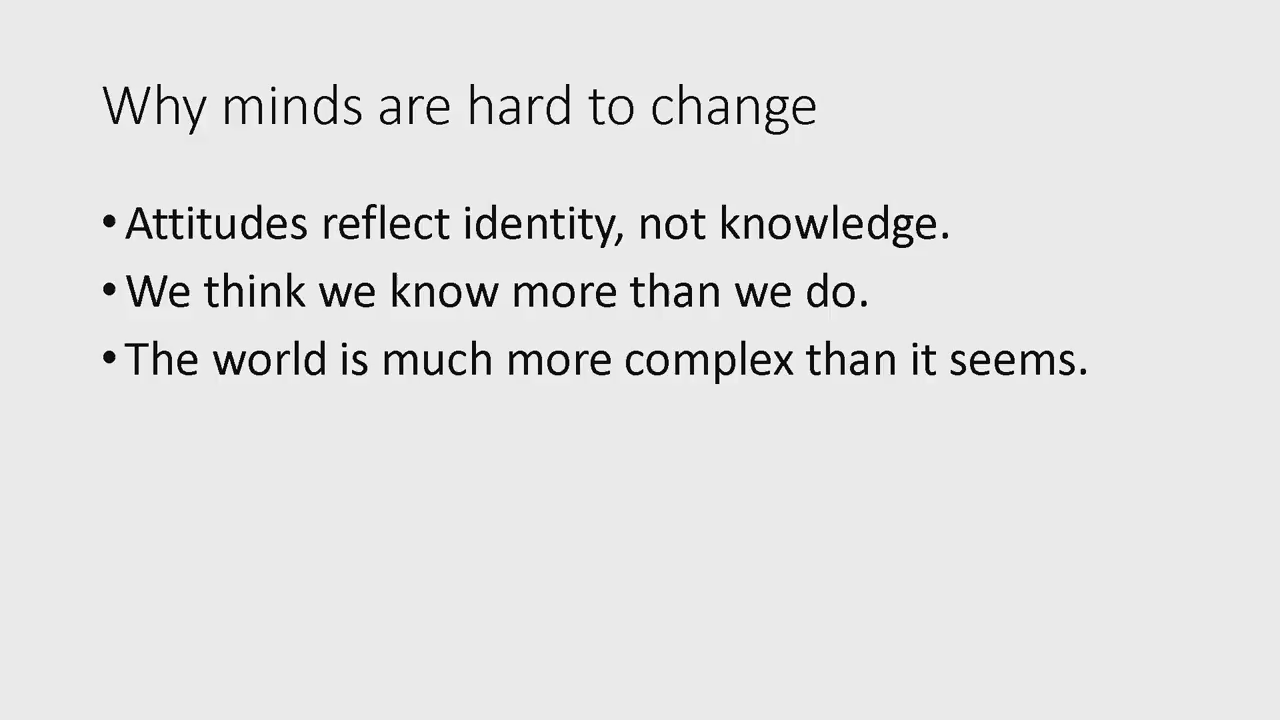 Why minds are hard to change
• Attitudes reflect identity, not knowledge.
• We think we know more than we do.
• The world is much more complex than it seems.